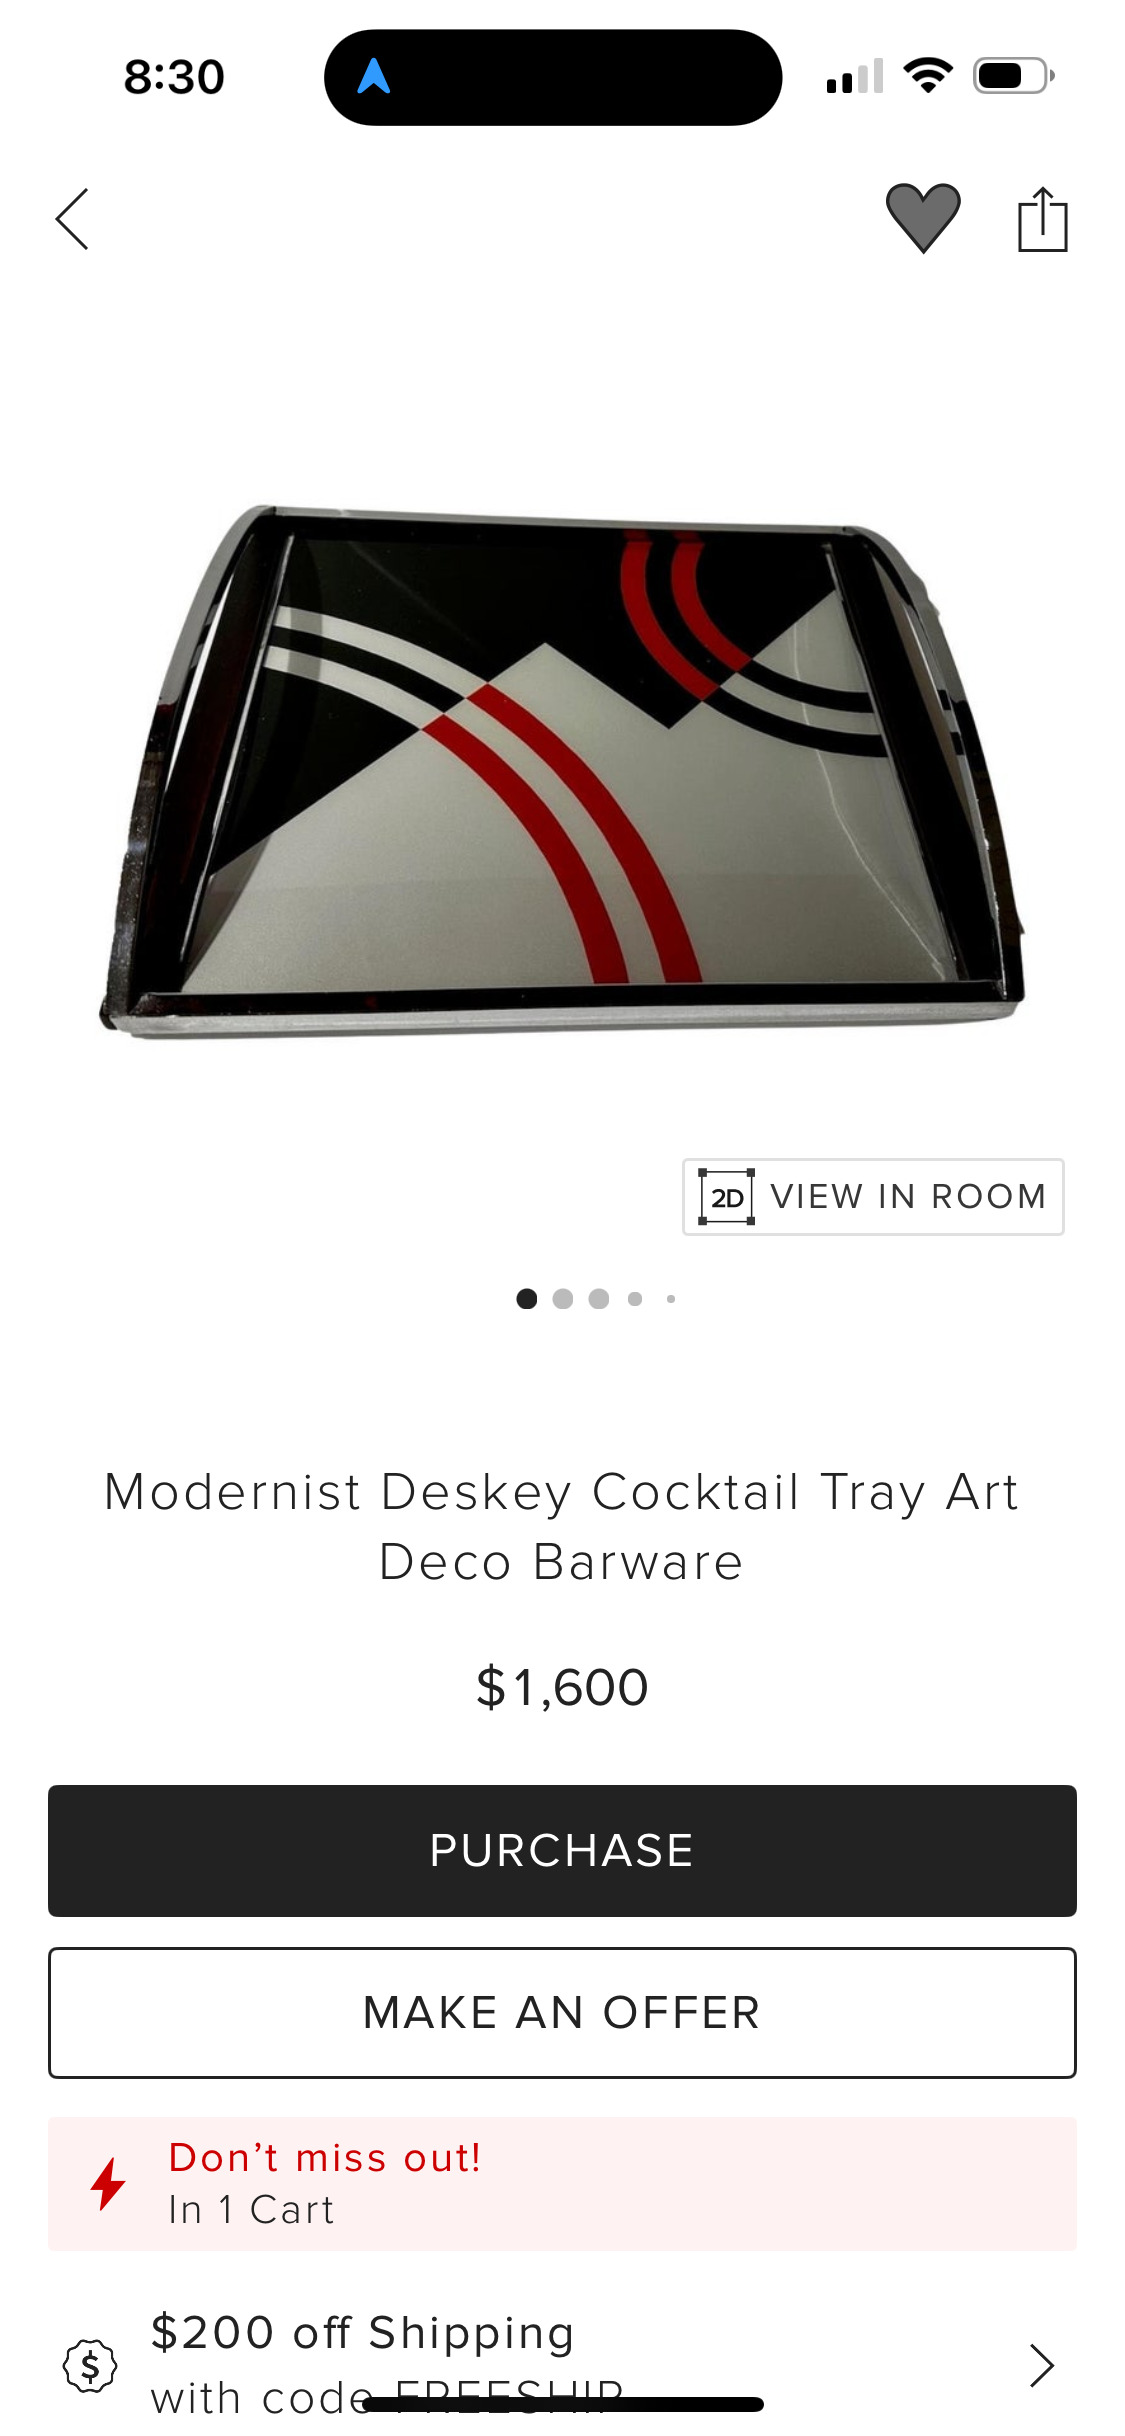 8:30
2D VIEW IN ROOM
Modernist Deskey Cocktail Tray Art
Deco Barware
$1,600
PURCHASE
MAKE AN OFFER
Don't miss out!
In 1 Cart
$200 off Shipping
with code FREESHIP